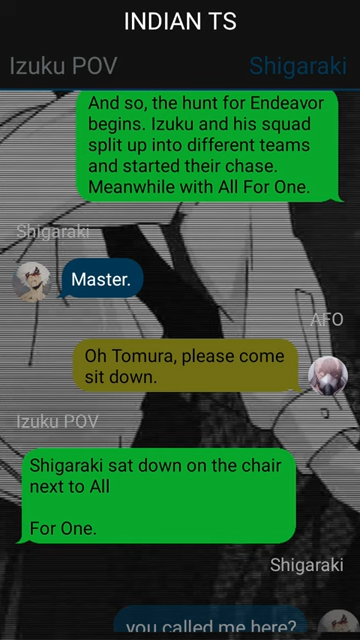 INDIAN TS
Izuku POV
Shigaraki
And so, the hunt for Endeavor
begins. Izuku and his squad
split up into different teams
and started their chase.
Meanwhile with All For One.
Shigaraki
Master.
AFO
Oh Tomura, please come
sit down.
Izuku POV
Shigaraki sat down on the chair
next to All
For One.
Shigaraki
you called me here?